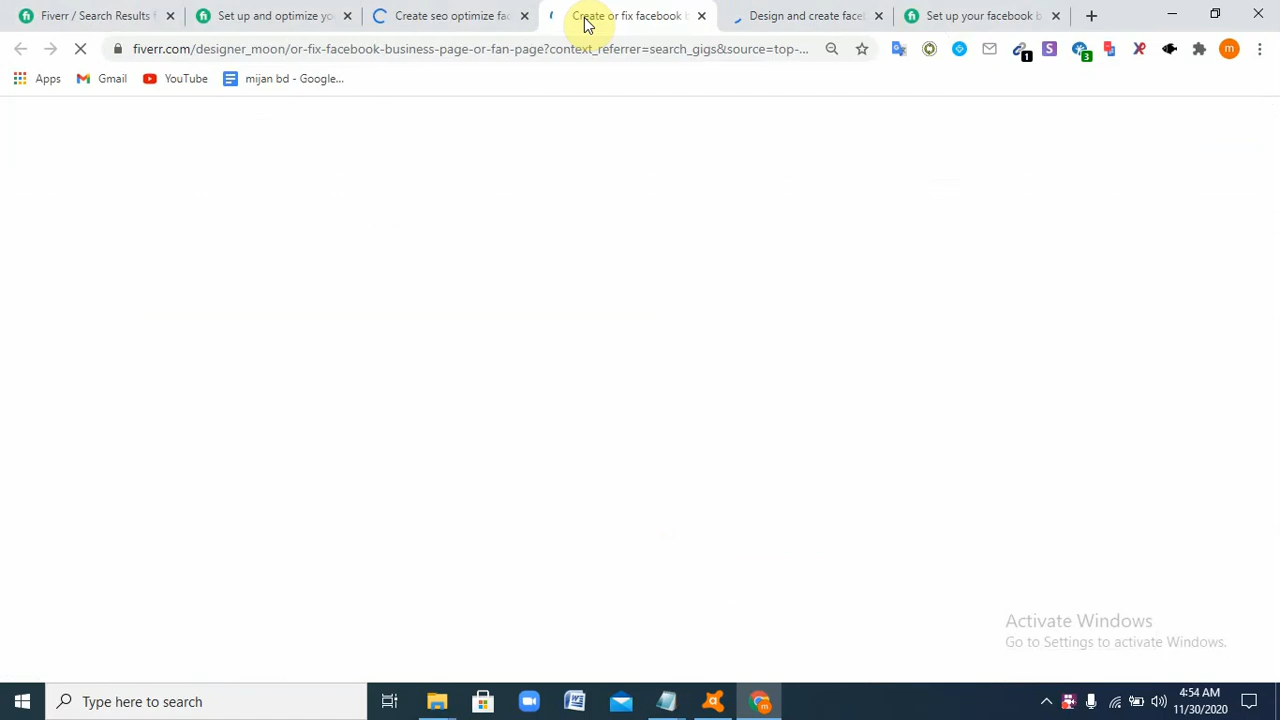 Fiverr / Search Results f
Set up and optimize yo
Create seo optimize fac
Create or fix facebook b
Design and create faceb
Set up your facebook b
fiverr.com/designer_moon/or-fix-facebook-business-page-or-fan-page?context_referrer=search_gigs&source=top-...
1
S
3
m
Apps
Gmail
YouTube
mijan bd - Google...
Activate Windows
Go to Settings to activate Windows.
Type here to search
4:54 AM
11/30/2020